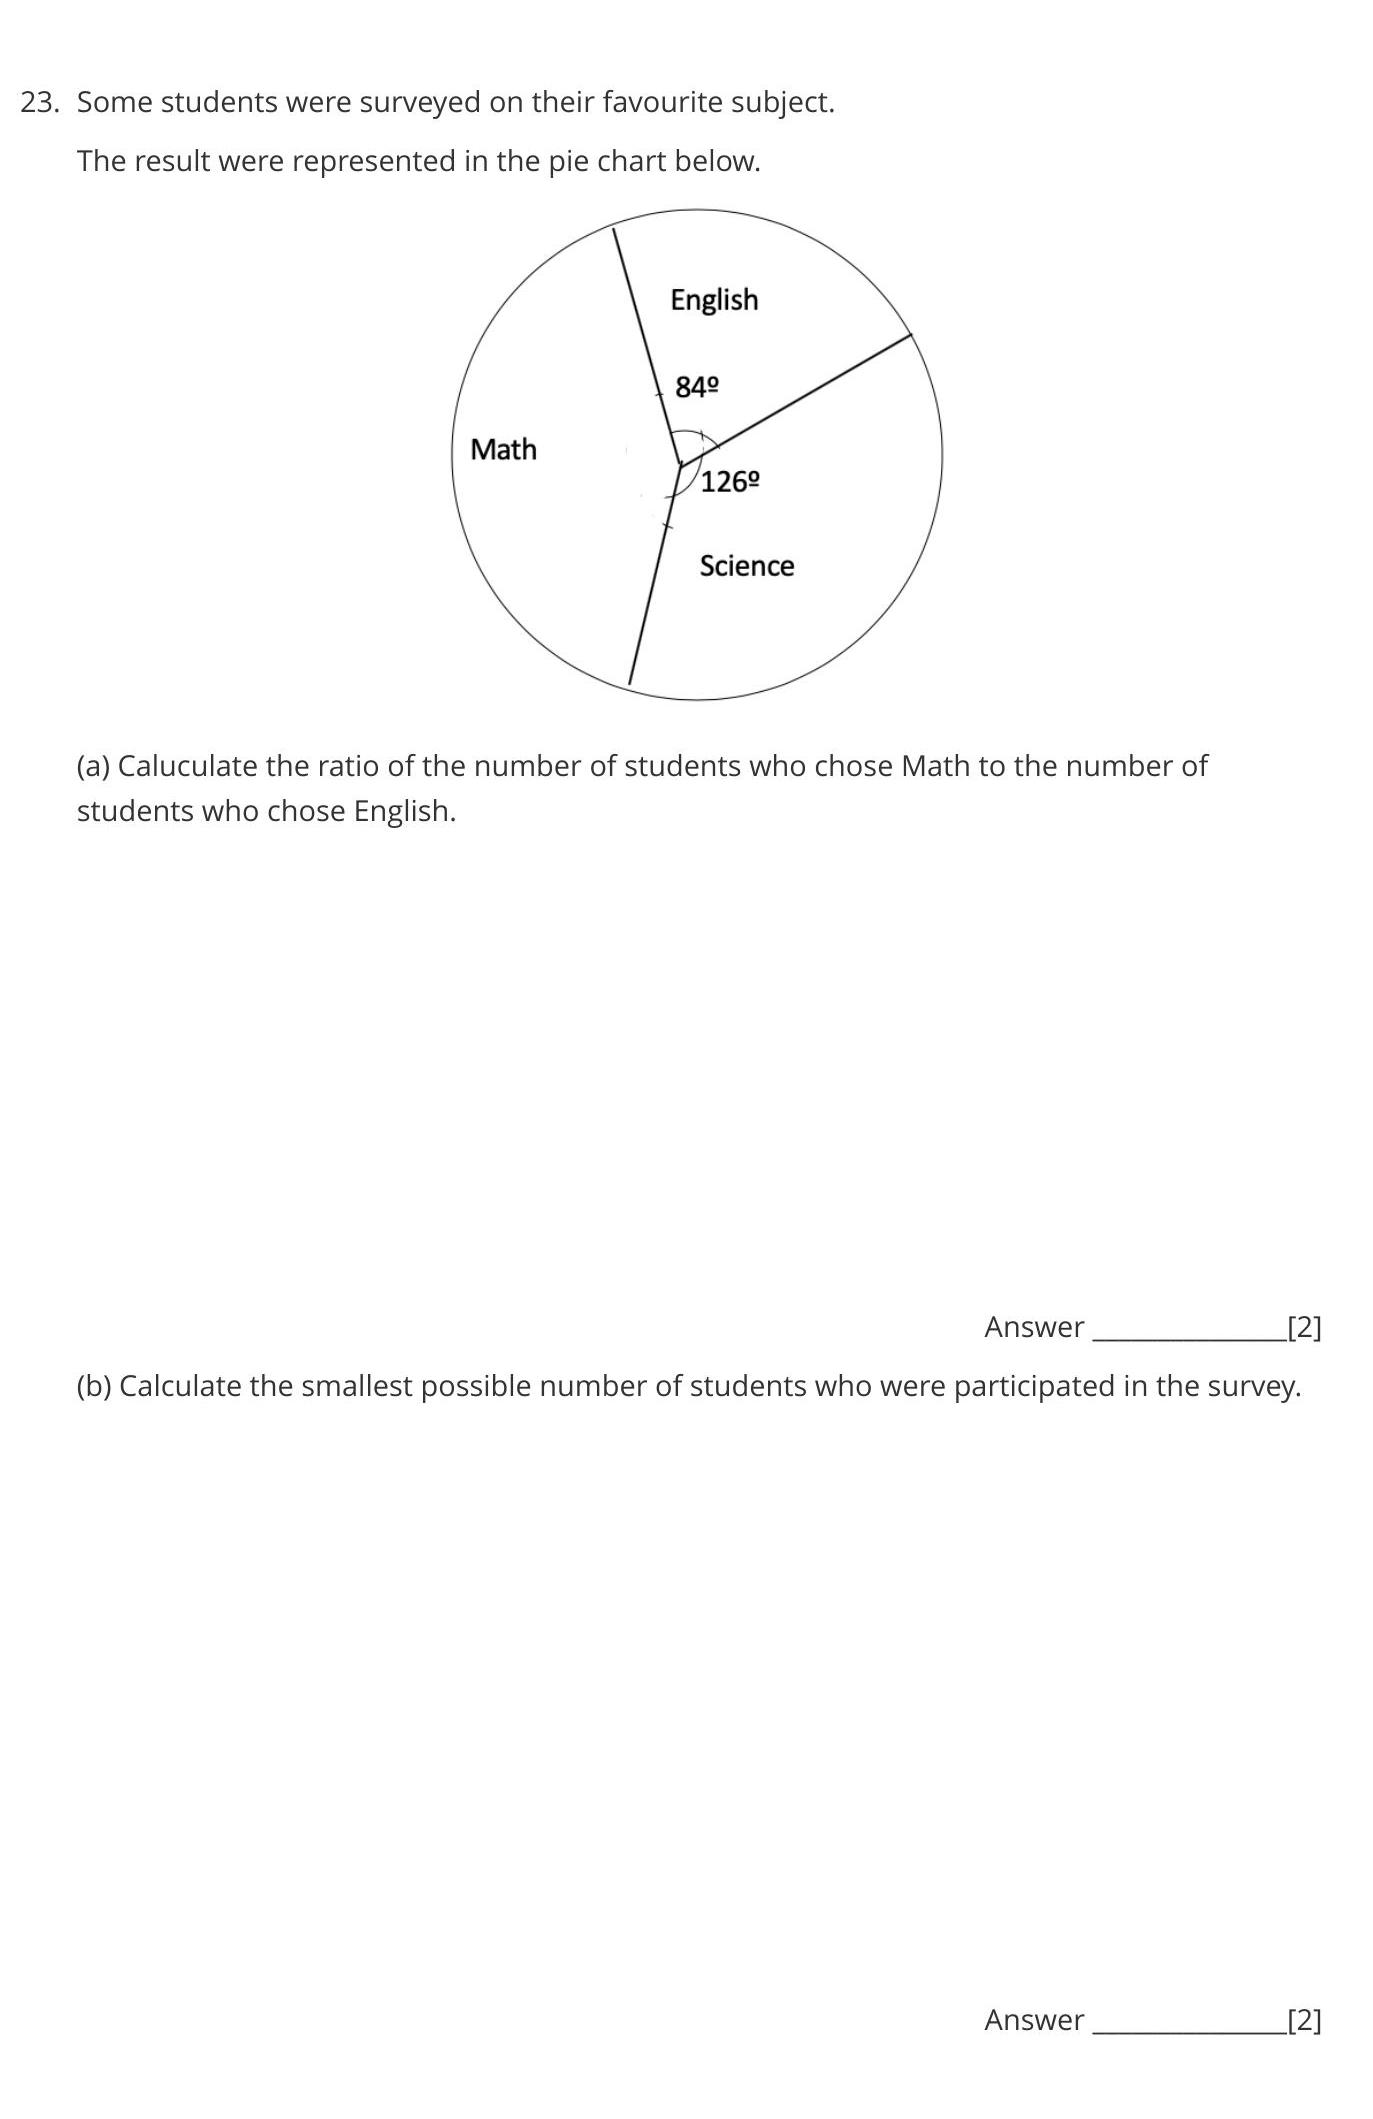 23. Some students were surveyed on their favourite subject.
The result were represented in the pie chart below.
English
84º
Math
126º
Science
(a) Caluculate the ratio of the number of students who chose Math to the number of
students who chose English.
Answer _____________[2]
(b) Calculate the smallest possible number of students who were participated in the survey.
Answer _____________[2]